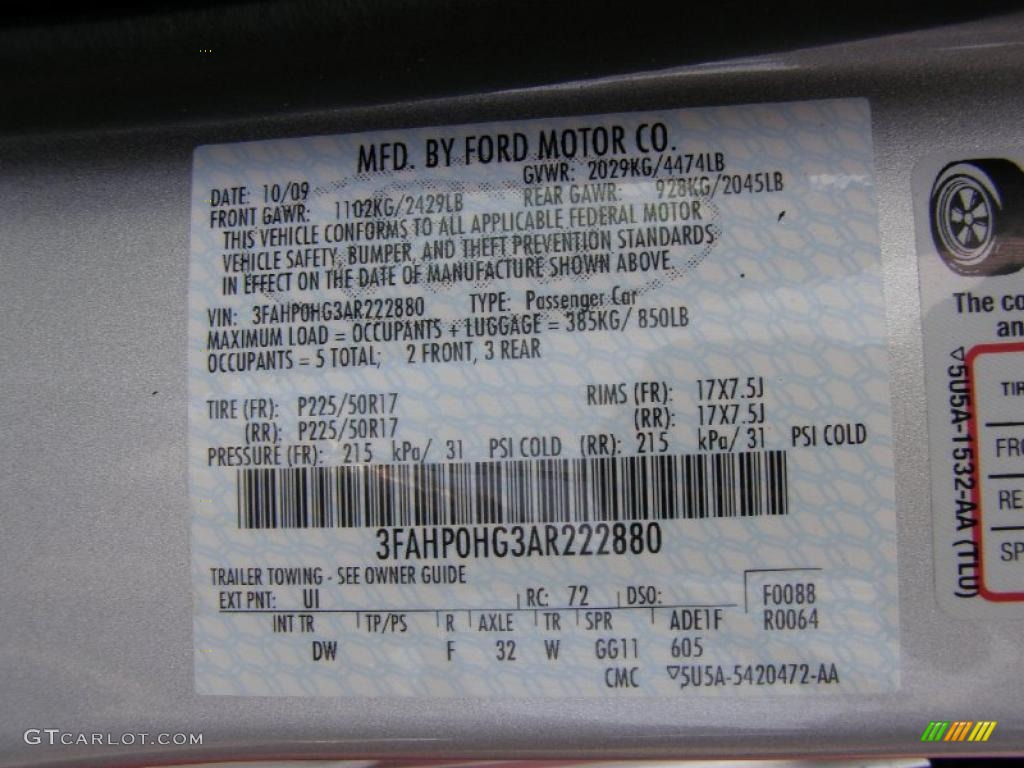 MFD. BY FORD MOTOR CO.
DATE: 10/09 GVWR: 2029KG/4474LB
FRONT GAWR: 1102KG/2429LB REAR GAWR: 928KG/2045LB
THIS VEHICLE CONFORMS TO ALL APPLICABLE FEDERAL MOTOR
VEHICLE SAFETY, BUMPER, AND THEFT PREVENTION STANDARDS
IN EFFECT ON THE DATE OF MANUFACTURE SHOWN ABOVE.
VIN: 3FAHP0HG3AR222880 TYPE: Passenger Car
MAXIMUM LOAD = OCCUPANTS + LUGGAGE = 385KG/ 850LB
OCCUPANTS = 5 TOTAL; 2 FRONT, 3 REAR
TIRE (FR): P225/50R17 RIMS (FR): 17X7.5J
(RR): P225/50R17 (RR): 17X7.5J
PRESSURE (FR): 215 kPa/ 31 PSI COLD (RR): 215 kPa/ 31 PSI COLD
3FAHP0HG3AR222880
TRAILER TOWING - SEE OWNER GUIDE
EXT PNT: UI RC: 72 DSO: F0088
INT TR TP/PS R AXLE TR SPR ADE1F R0064
DW F 32 W GG11 605
CMC ▽5U5A-5420472-AA
The co
an
▽5U5A-1532-AA (TL0)
TIR
FRO
RE
SP
GTCARLOT.COM